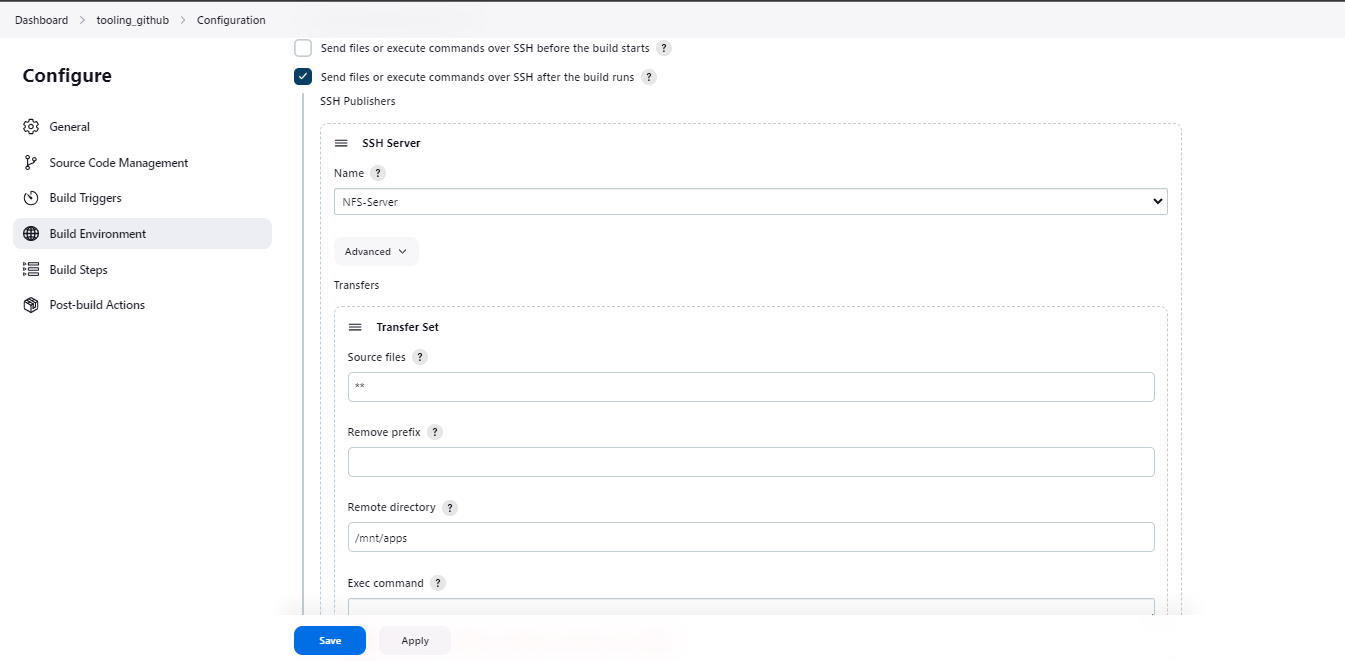 Dashboard > tooling_github > Configuration
Configure
General
Source Code Management
Build Triggers
Build Environment
Build Steps
Post-build Actions
Send files or execute commands over SSH before the build starts ?
Send files or execute commands over SSH after the build runs ?
SSH Publishers
SSH Server
Name ?
NFS-Server
Advanced
Transfers
Transfer Set
Source files ?
**
Remove prefix ?
Remote directory ?
/mnt/apps
Exec command ?
Save Apply